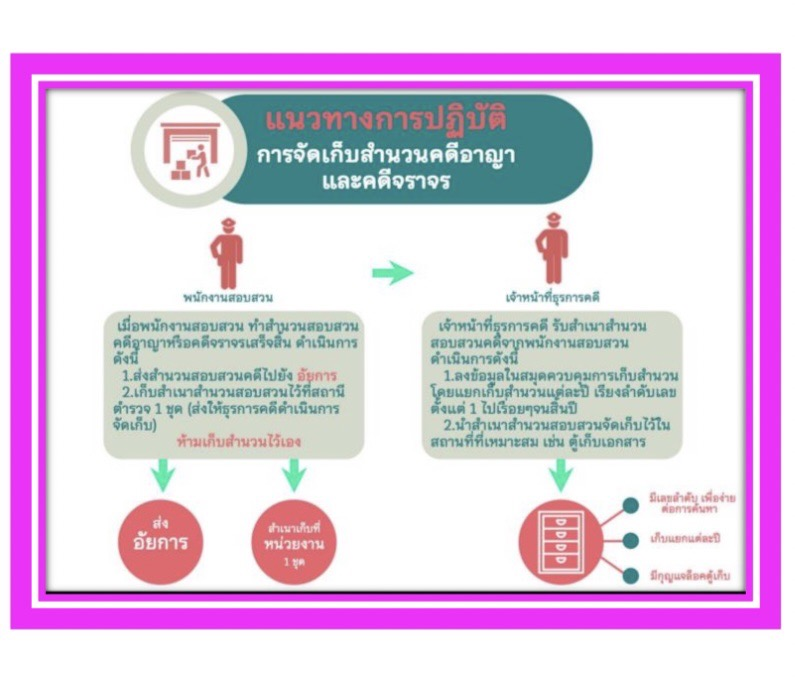 แนวทางการปฏิบัติ
การจัดเก็บสำนวนคดีอาญา
และคดีจราจร
พนักงานสอบสวน
เมื่อพนักงานสอบสวน ทำสำนวนสอบสวน
คดีอาญาหรือคดีจราจรเสร็จสิ้น ดำเนินการ
ดังนี้
1.ส่งสำนวนสอบสวนคดีไปยัง อัยการ
2.เก็บสำเนาสำนวนสอบสวนไว้ที่สถานี
ตำรวจ 1 ชุด (ส่งให้ธุรการคดีดำเนินการ
จัดเก็บ)
ห้ามเก็บสำนวนไว้เอง
ส่ง
อัยการ
สำเนาเก็บที่
หน่วยงาน
1 ชุด
เจ้าหน้าที่ธุรการคดี
เจ้าหน้าที่ธุรการคดี รับสำเนาสำนวน
สอบสวนคดีจากพนักงานสอบสวน
ดำเนินการดังนี้
1.ลงข้อมูลในสมุดควบคุมการเก็บสำนวน
โดยแยกเก็บสำนวนแต่ละปี เรียงลำดับเลข
ตั้งแต่ 1 ไปเรื่อยๆจนสิ้นปี
2.นำสำเนาสำนวนสอบสวนจัดเก็บไว้ใน
สถานที่ที่เหมาะสม เช่น ตู้เก็บเอกสาร
มีเลขลำดับ เพื่อง่าย
ต่อการค้นหา
เก็บแยกแต่ละปี
มีกุญแจล็อคตู้เก็บ